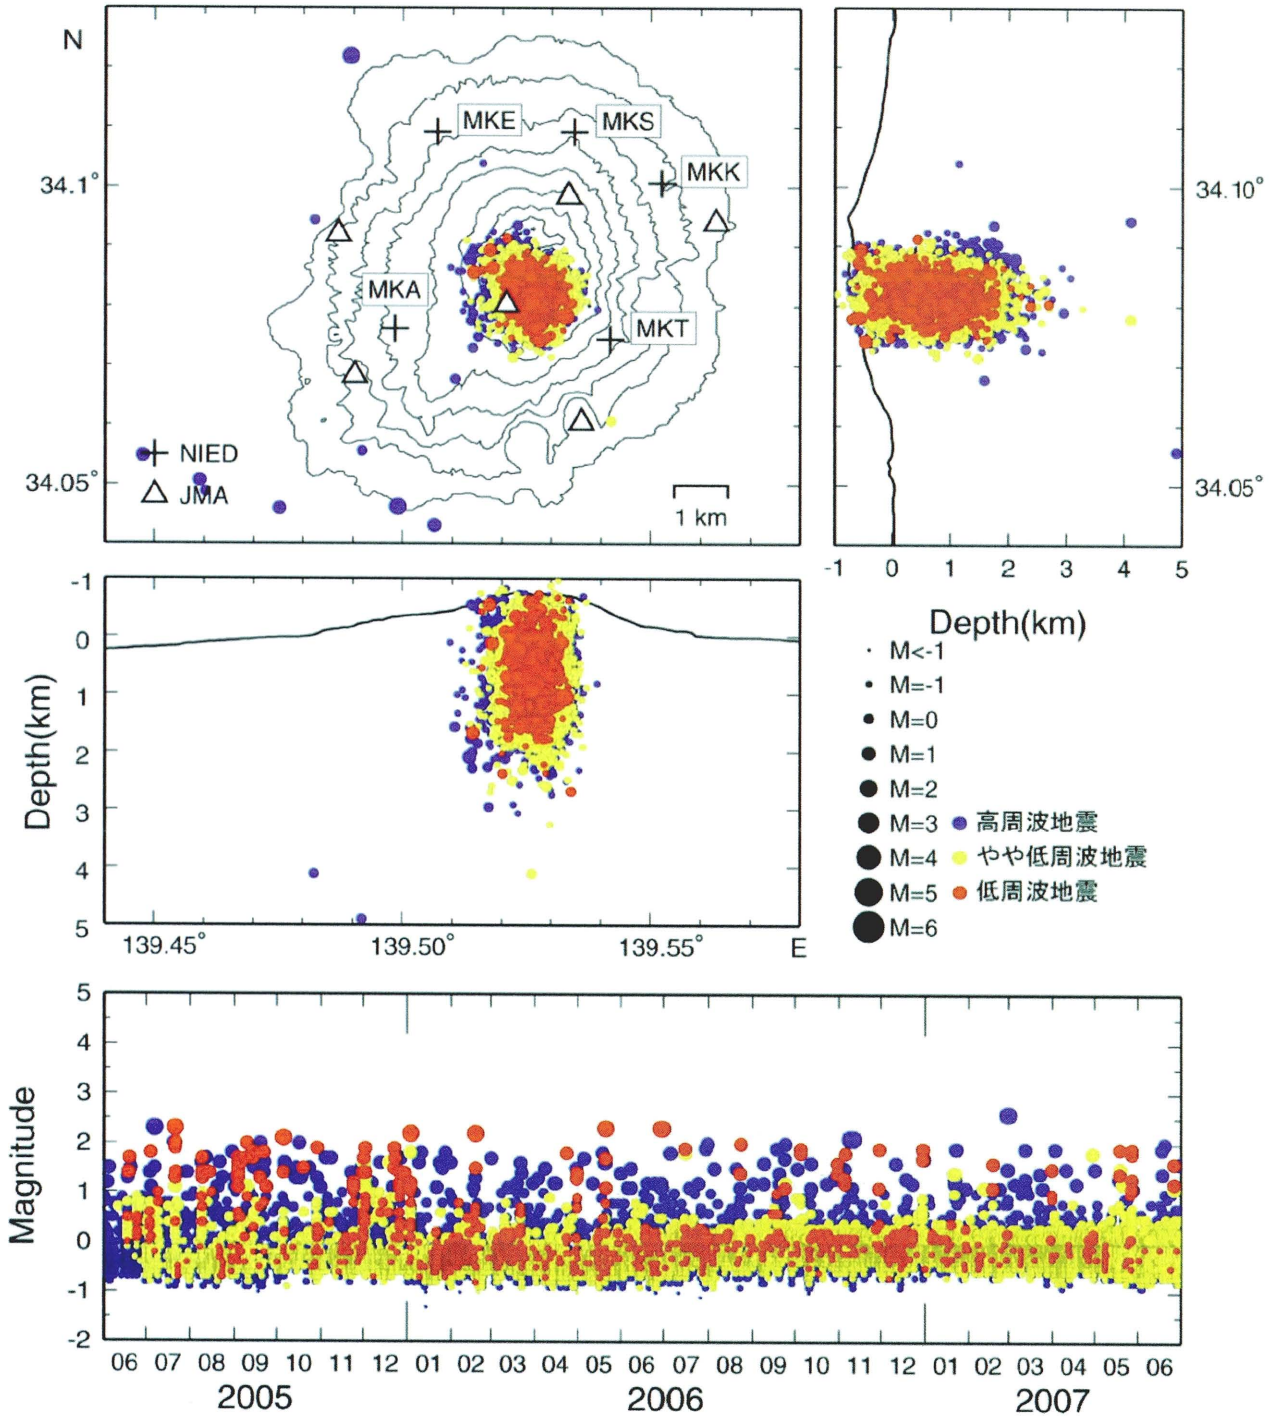 N
MKE
MKS
MKK
34.1°
34.10°
MKA
MKT
NIED
34.05°
JMA
1 km
34.05°
-1 0 1 2 3 4 5
Depth(km)
-1
0
1
2
3
4
5
Depth(km)
139.45° 139.50° 139.55° E
M<-1
M=-1
M=0
M=1
M=2
M=3 高周波地震
M=4 やや低周波地震
M=5 低周波地震
M=6
5
4
3
2
1
0
-1
-2
Magnitude
06 07 08 09 10 11 12 01 02 03 04 05 06 07 08 09 10 11 12 01 02 03 04 05 06
2005 2006 2007